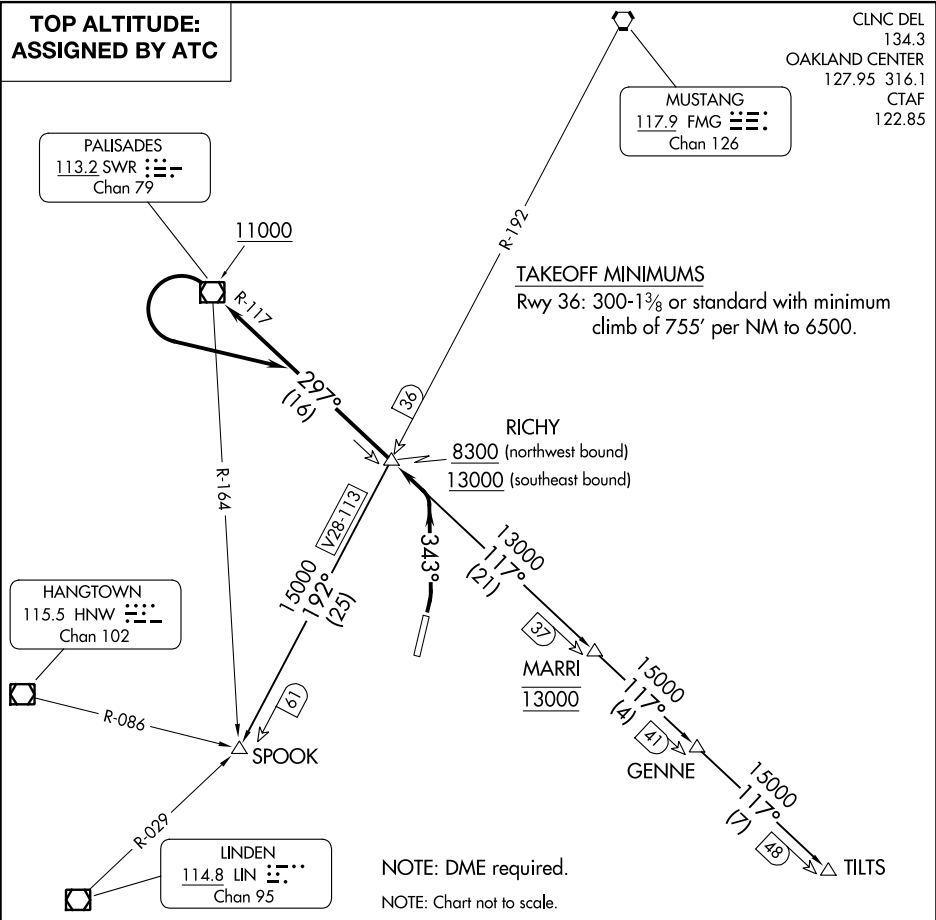 TOP ALTITUDE:
ASSIGNED BY ATC
CLNC DEL
134.3
OAKLAND CENTER
127.95 316.1
CTAF
122.85
MUSTANG
117.9 FMG
Chan 126
PALISADES
113.2 SWR
Chan 79
11000
R-192
R-117
TAKEOFF MINIMUMS
Rwy 36: 300-1⅜ or standard with minimum
climb of 755' per NM to 6500.
297°
(16)
36
RICHY
8300 (northwest bound)
13000 (southeast bound)
R-164
V28-113
15000
192°
(25)
343°
13000
117°
(21)
HANGTOWN
115.5 HNW
Chan 102
37
MARRI
13000
15000
117°
(4)
R-086
61
SPOOK
41
GENNE
15000
117°
(7)
R-029
48
TILTS
LINDEN
114.8 LIN
Chan 95
NOTE: DME required.
NOTE: Chart not to scale.